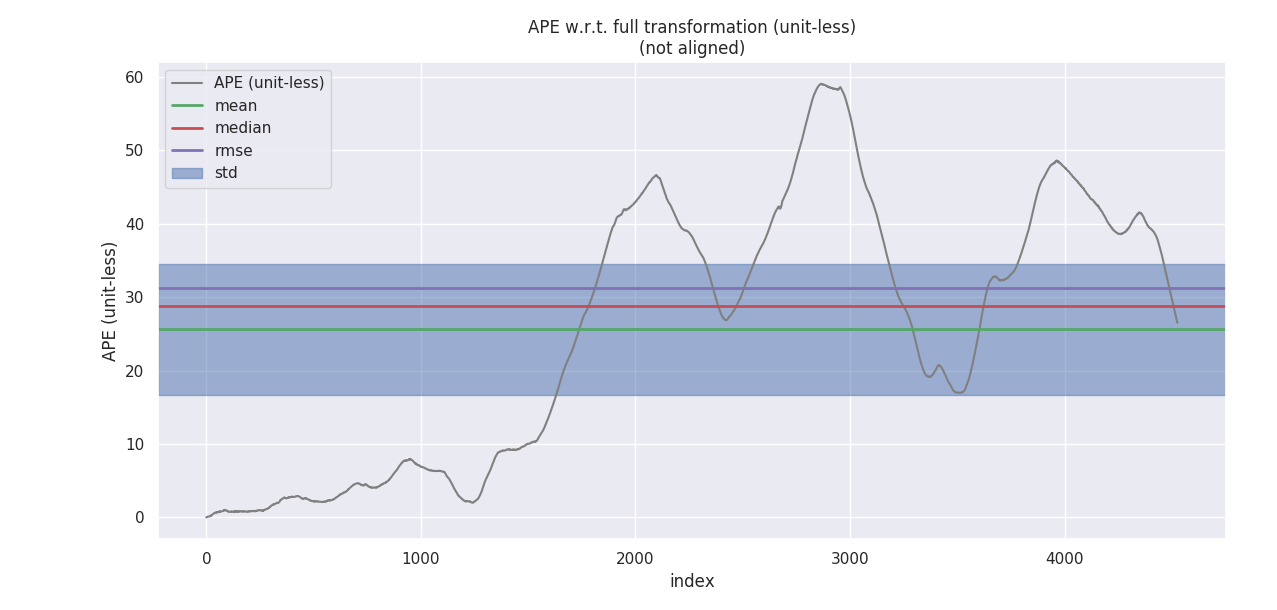 APE w.r.t. full transformation (unit-less)
(not aligned)
APE (unit-less)
mean
median
rmse
std
APE (unit-less)
60
50
40
30
20
10
0
0 1000 2000 3000 4000
index